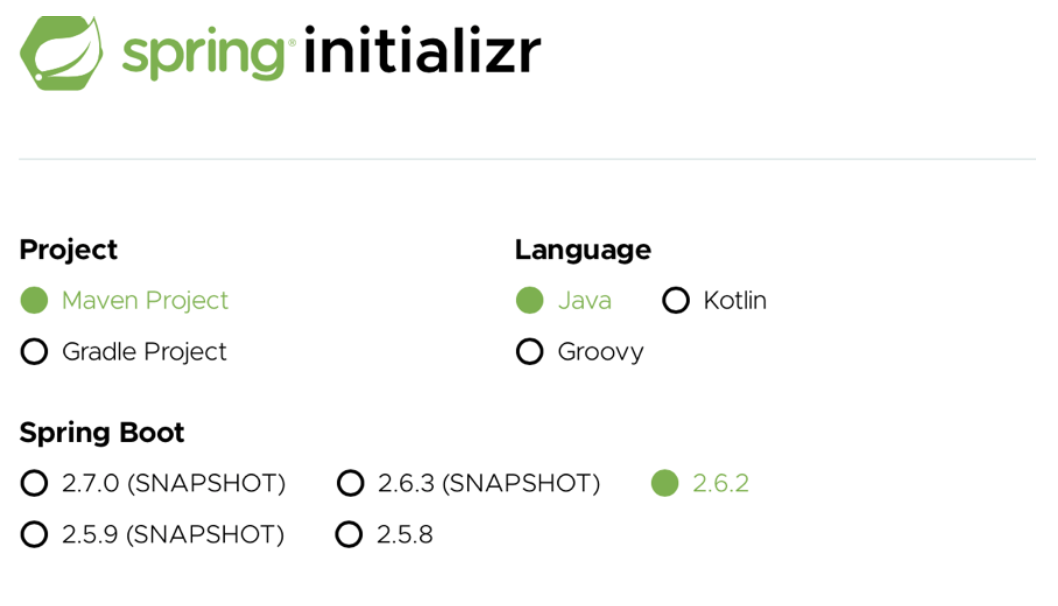 spring initializr
Project
Maven Project
Gradle Project
Language
Java Kotlin
Groovy
Spring Boot
2.7.0 (SNAPSHOT) 2.6.3 (SNAPSHOT) 2.6.2
2.5.9 (SNAPSHOT) 2.5.8